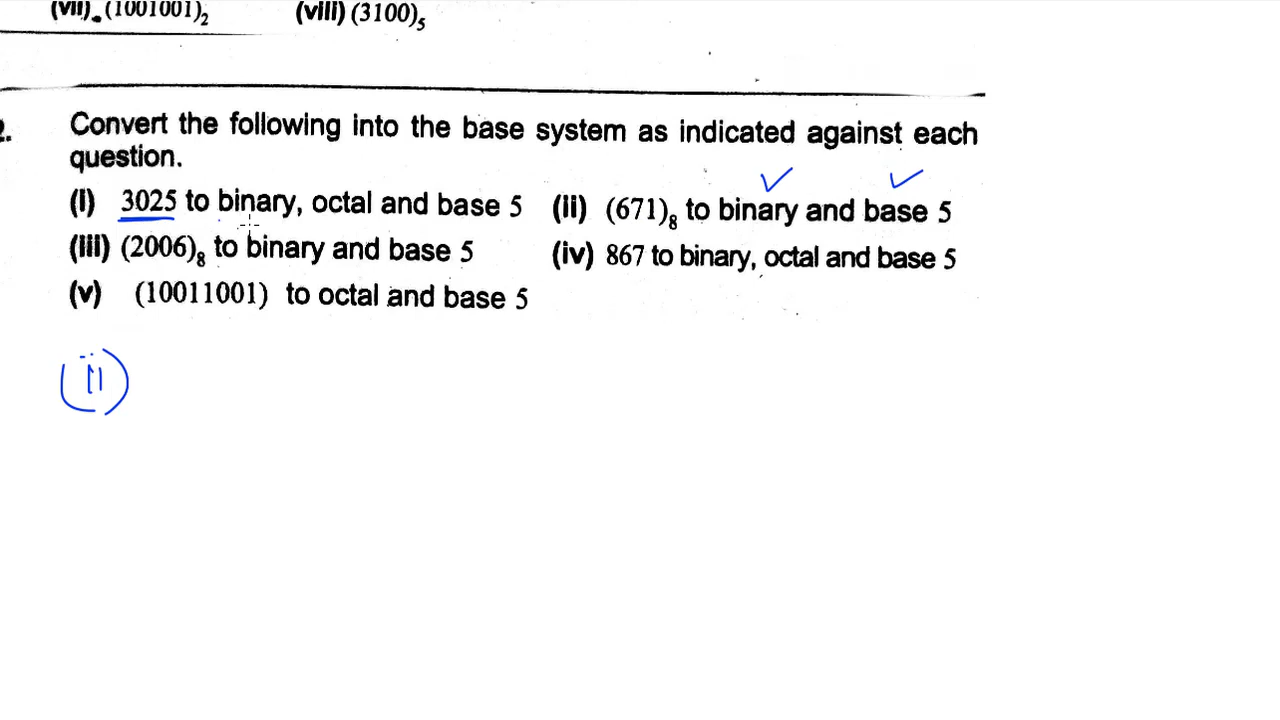 (vii) (1001001)₂ (viii) (3100)₅
2. Convert the following into the base system as indicated against each
question.
(i) 3025 to binary, octal and base 5 (ii) (671)₈ to binary and base 5
(iii) (2006)₈ to binary and base 5 (iv) 867 to binary, octal and base 5
(v) (10011001) to octal and base 5
(ii)